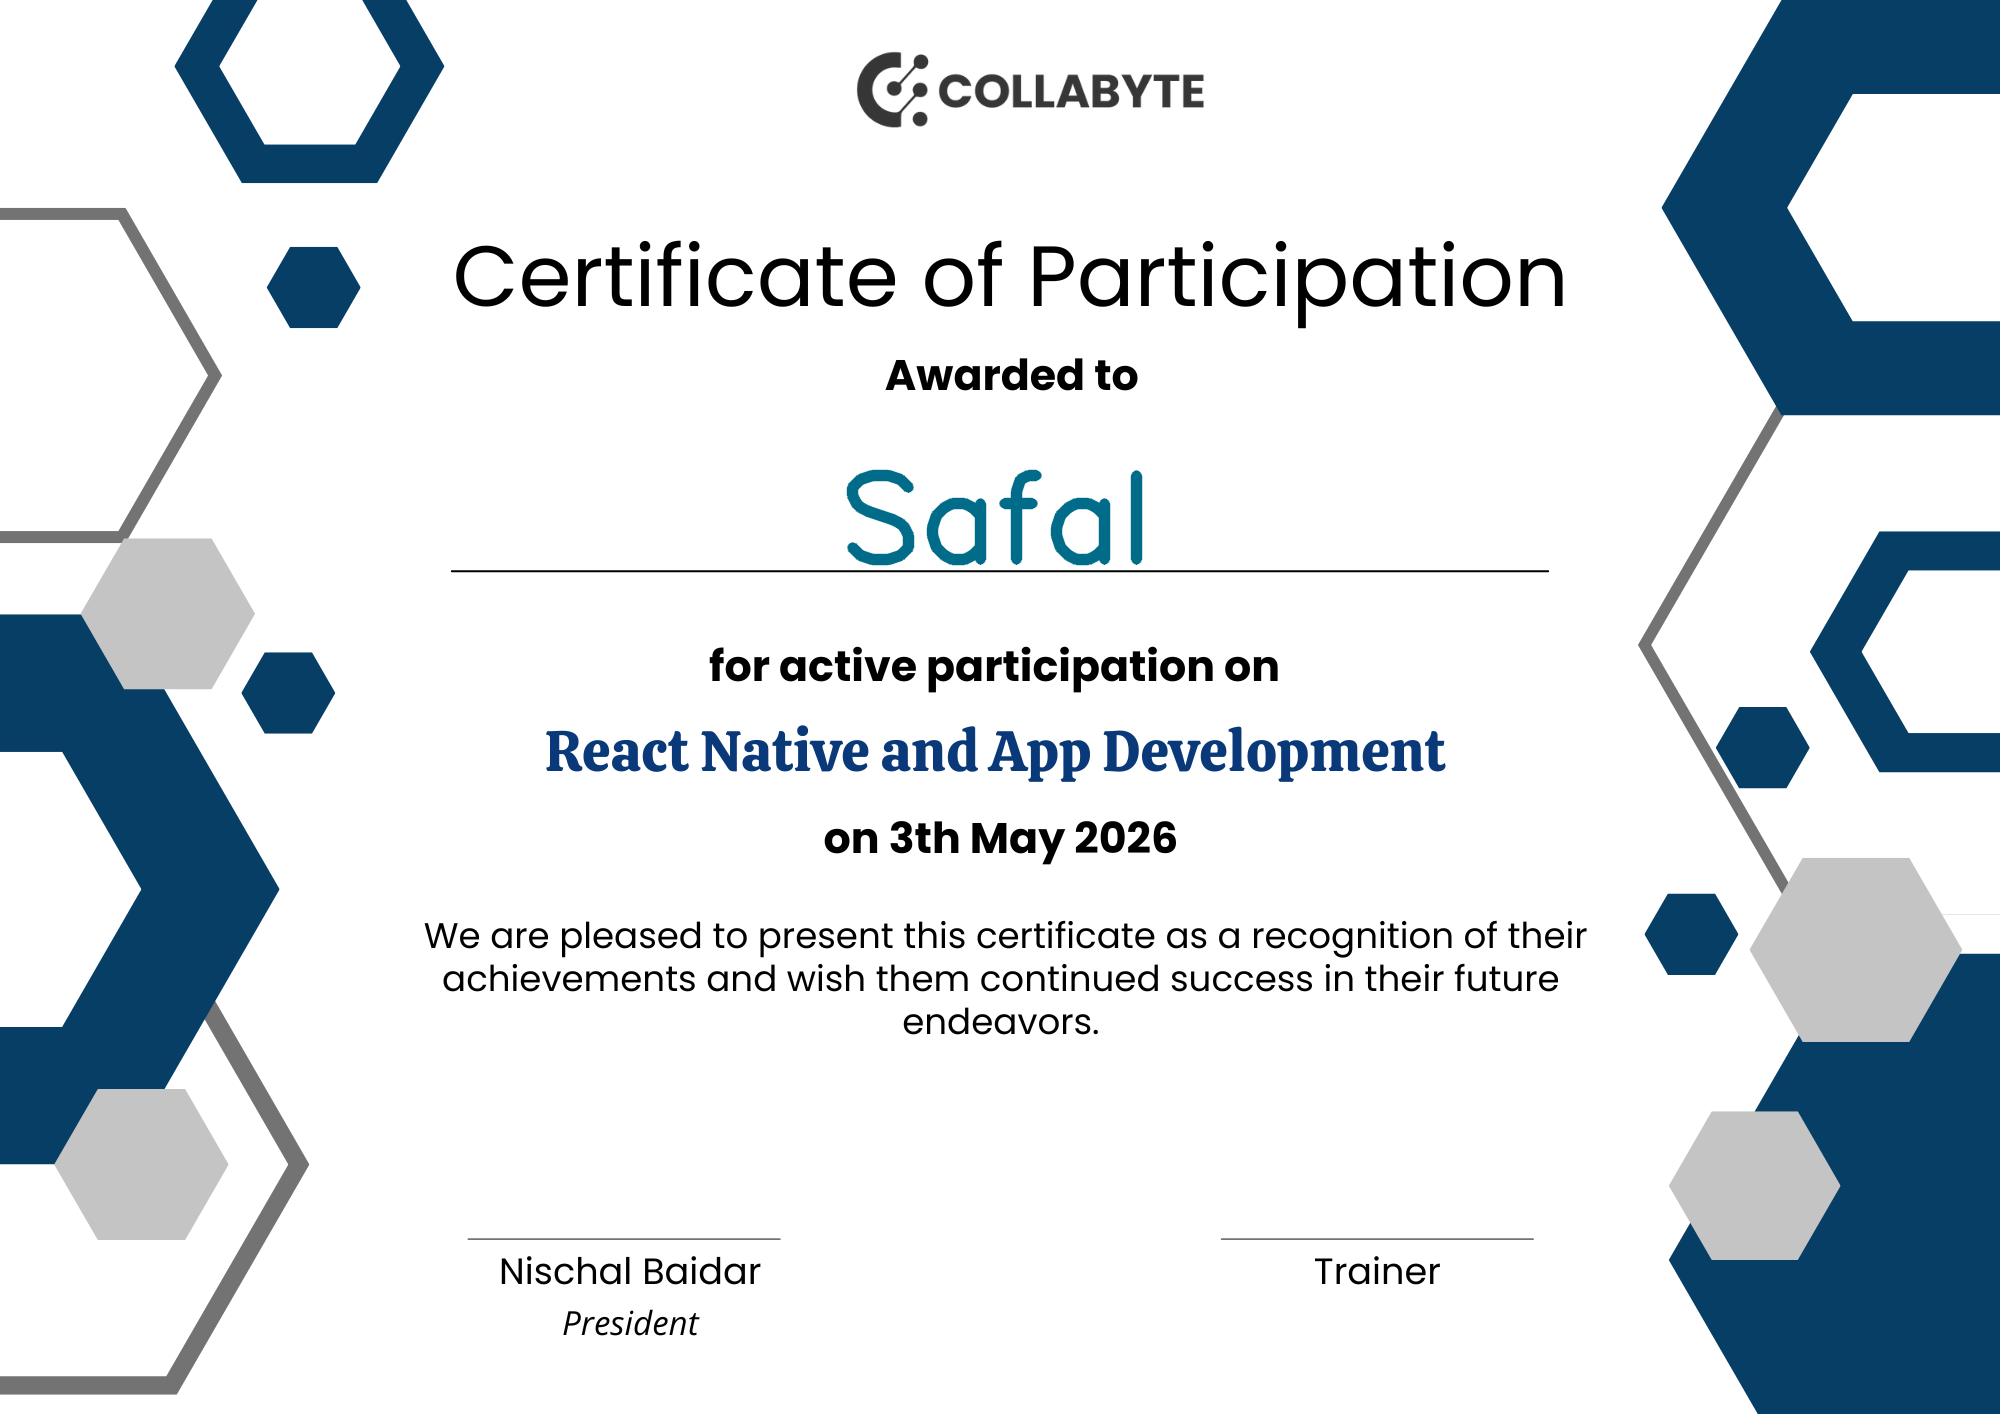 COLLABYTE
Certificate of Participation
Awarded to
Safal
for active participation on
React Native and App Development
on 3th May 2026
We are pleased to present this certificate as a recognition of their
achievements and wish them continued success in their future
endeavors.
Nischal Baidar
President
Trainer